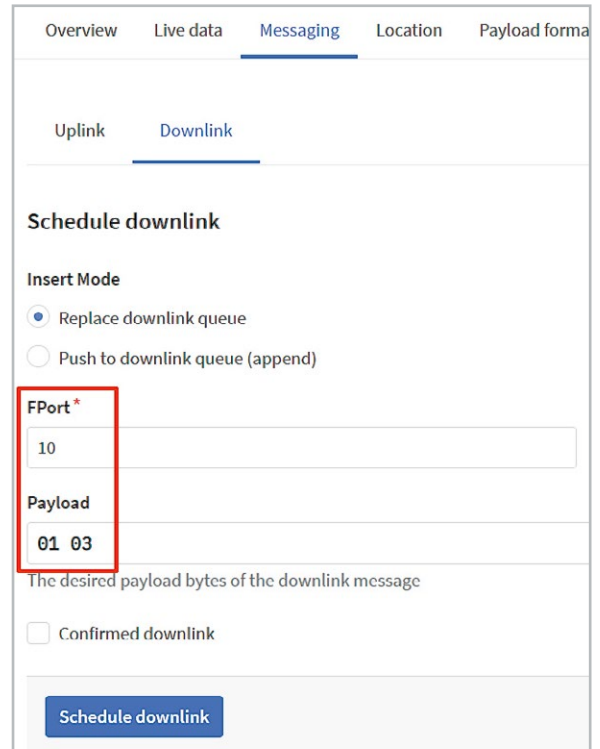 Overview Live data Messaging Location Payload forma
Uplink Downlink
Schedule downlink
Insert Mode
Replace downlink queue
Push to downlink queue (append)
FPort*
10
Payload
01 03
The desired payload bytes of the downlink message
Confirmed downlink
Schedule downlink